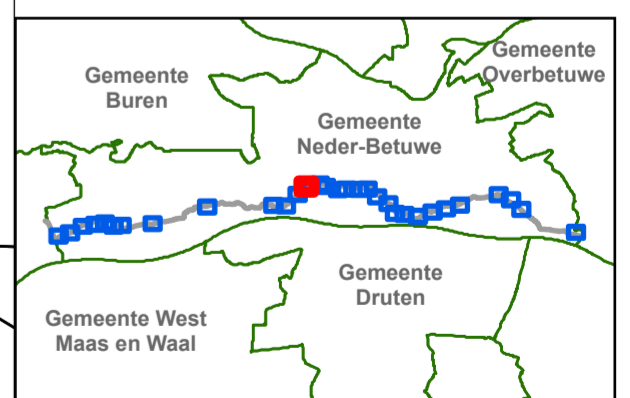 Gemeente
Overbetuwe
Gemeente
Buren
Gemeente
Neder-Betuwe
Gemeente
Druten
Gemeente West
Maas en Waal